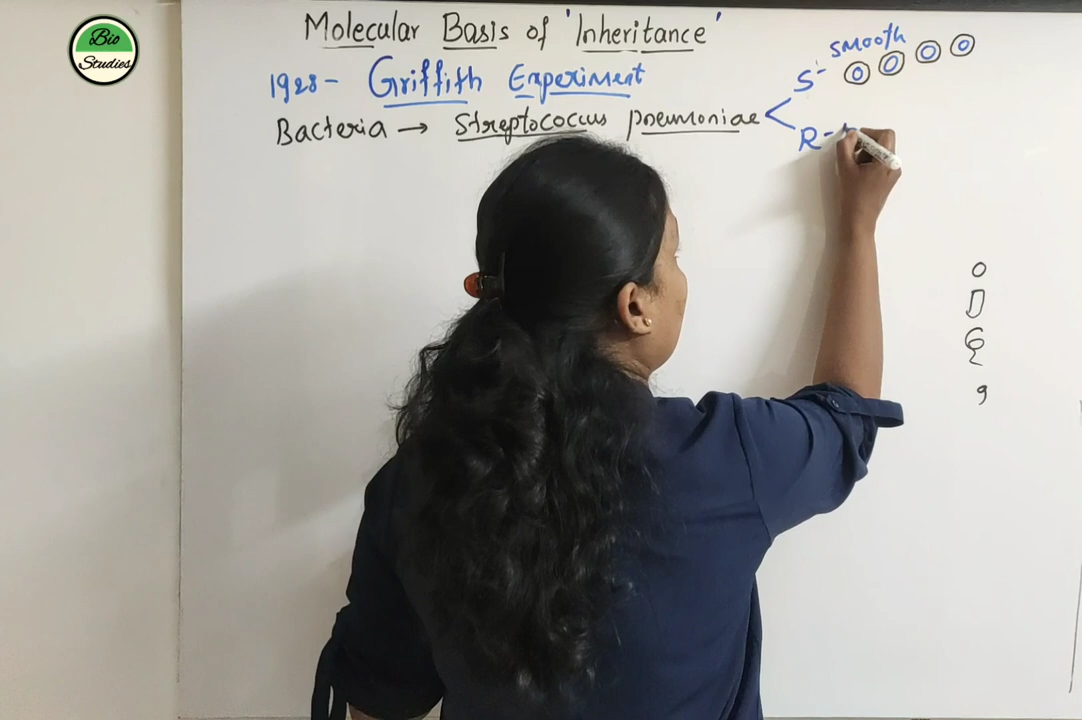 Bio
Studies
Molecular Basis of 'Inheritance'
1928- Griffith Experiment
Bacteria → Streptococcus pneumoniae
S- smooth
R-